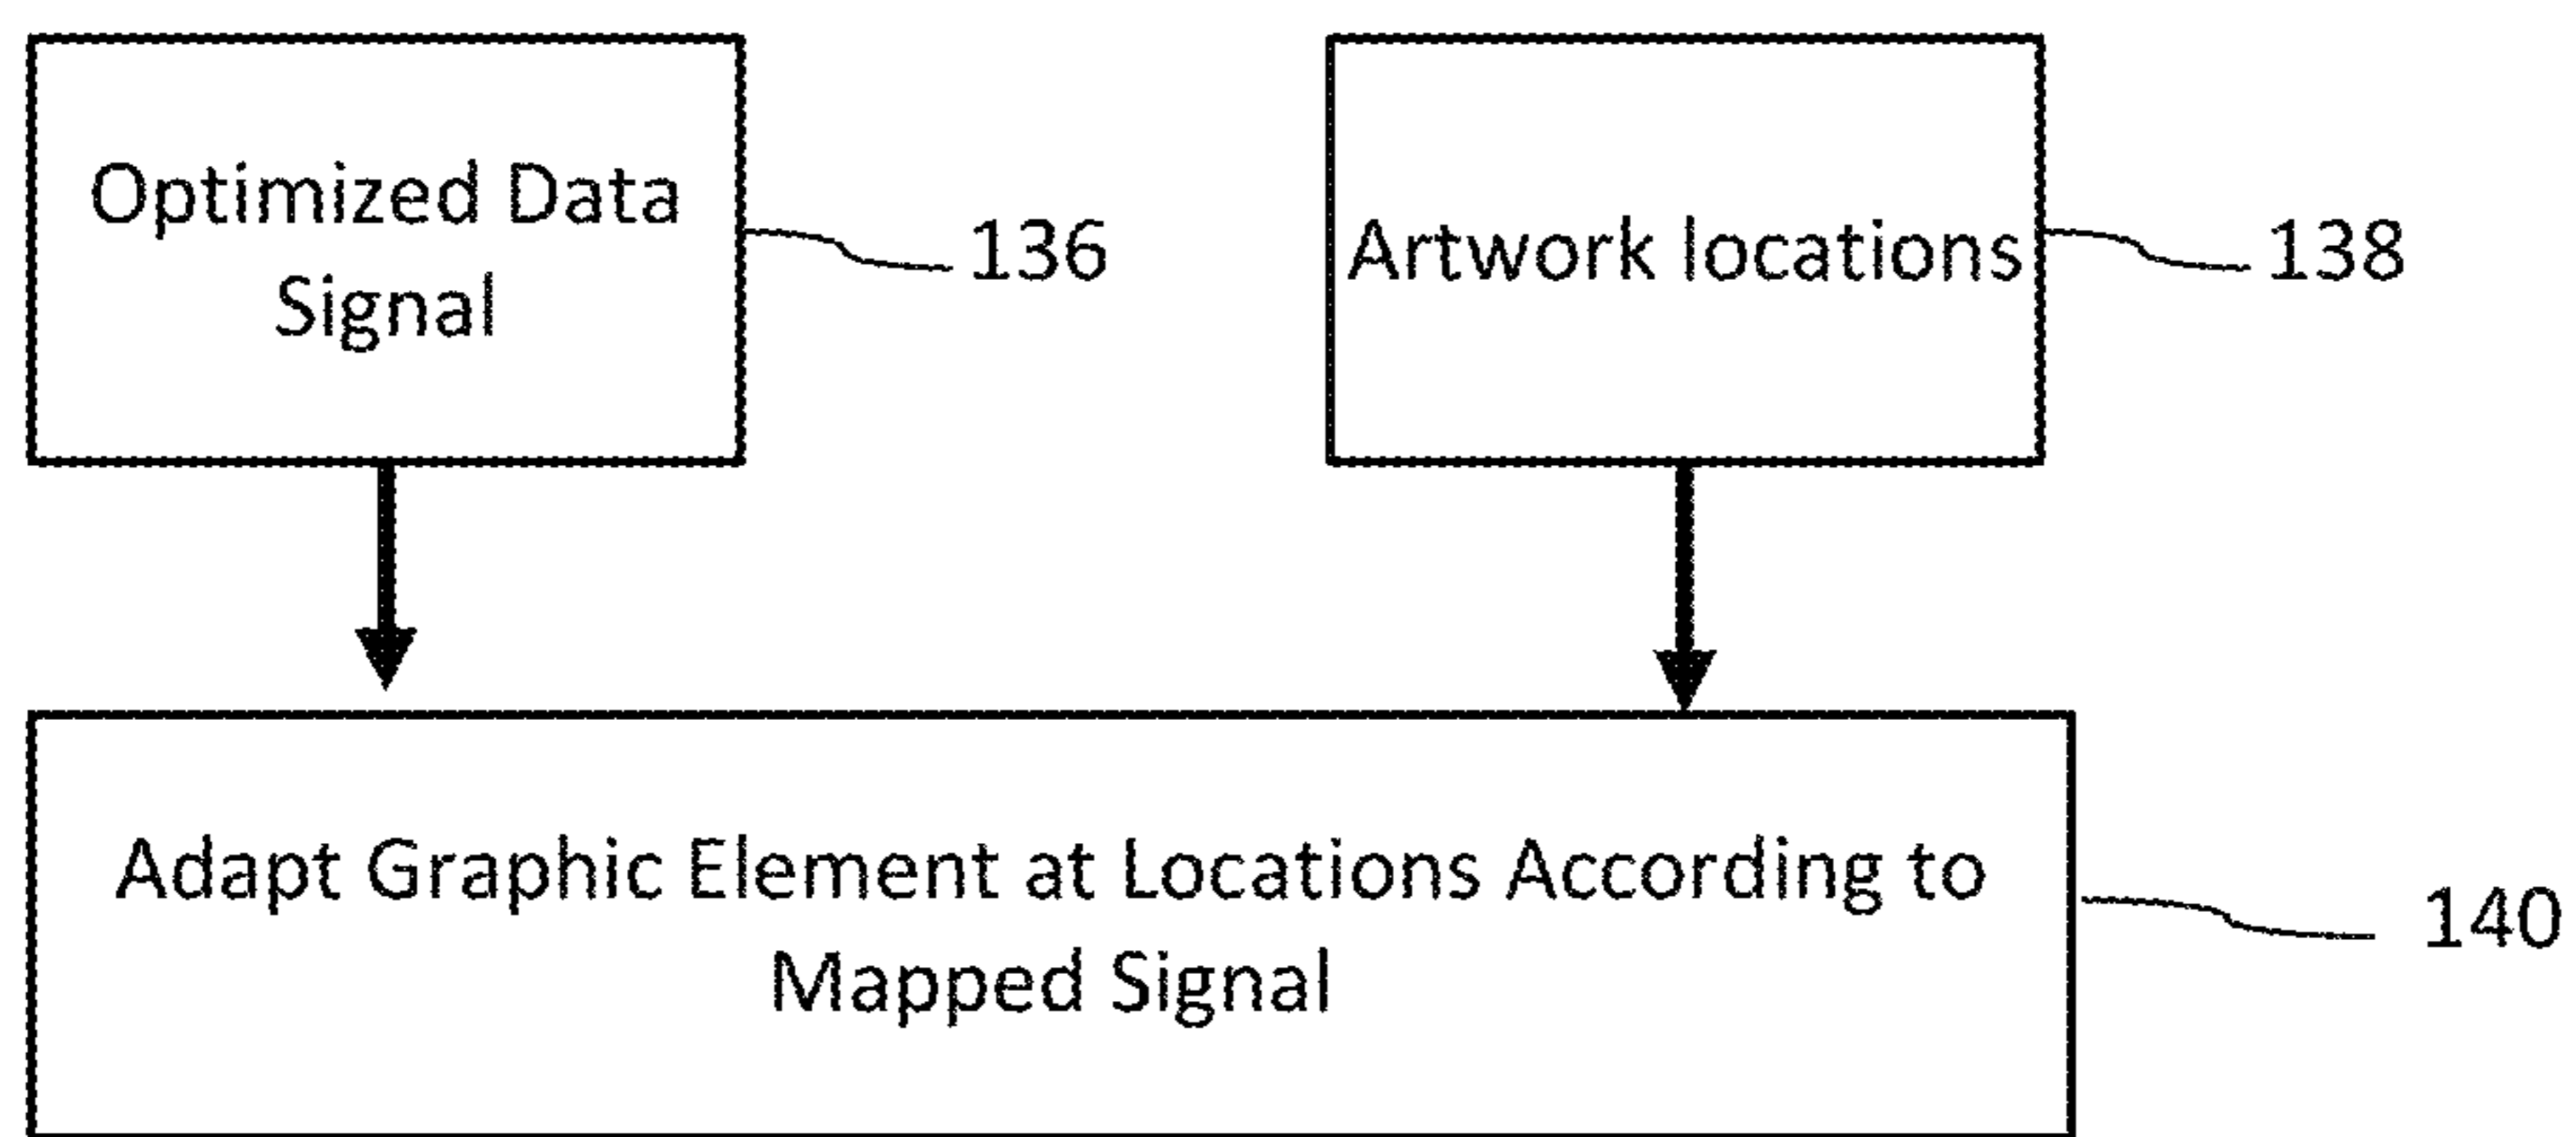 Optimized Data
Signal
136
Artwork locations
138
Adapt Graphic Element at Locations According to
Mapped Signal
140